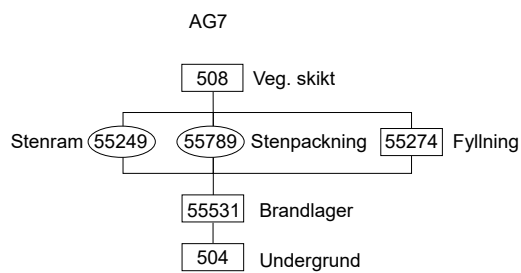 AG7
508 Veg. skikt
Stenram 55249 55789 Stenpackning 55274 Fyllning
55531 Brandlager
504 Undergrund